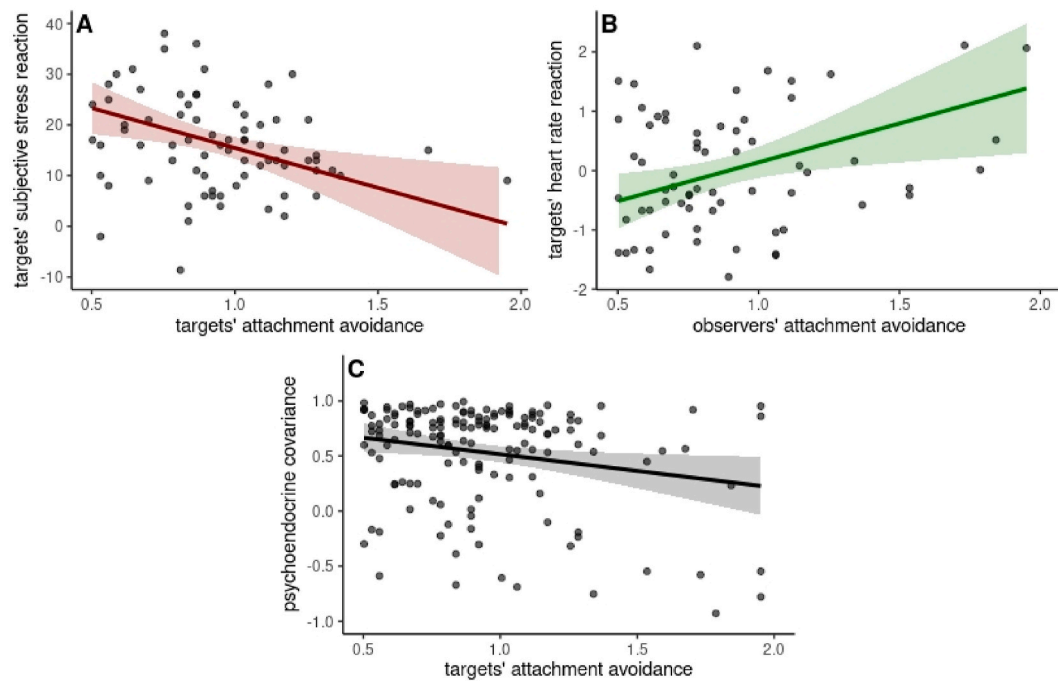 A
targets' subjective stress reaction
40
30
20
10
0
-10
0.5 1.0 1.5 2.0
targets' attachment avoidance
B
targets' heart rate reaction
2
1
0
-1
-2
0.5 1.0 1.5 2.0
observers' attachment avoidance
C
psychoendocrine covariance
1.0
0.5
0.0
-0.5
-1.0
0.5 1.0 1.5 2.0
targets' attachment avoidance